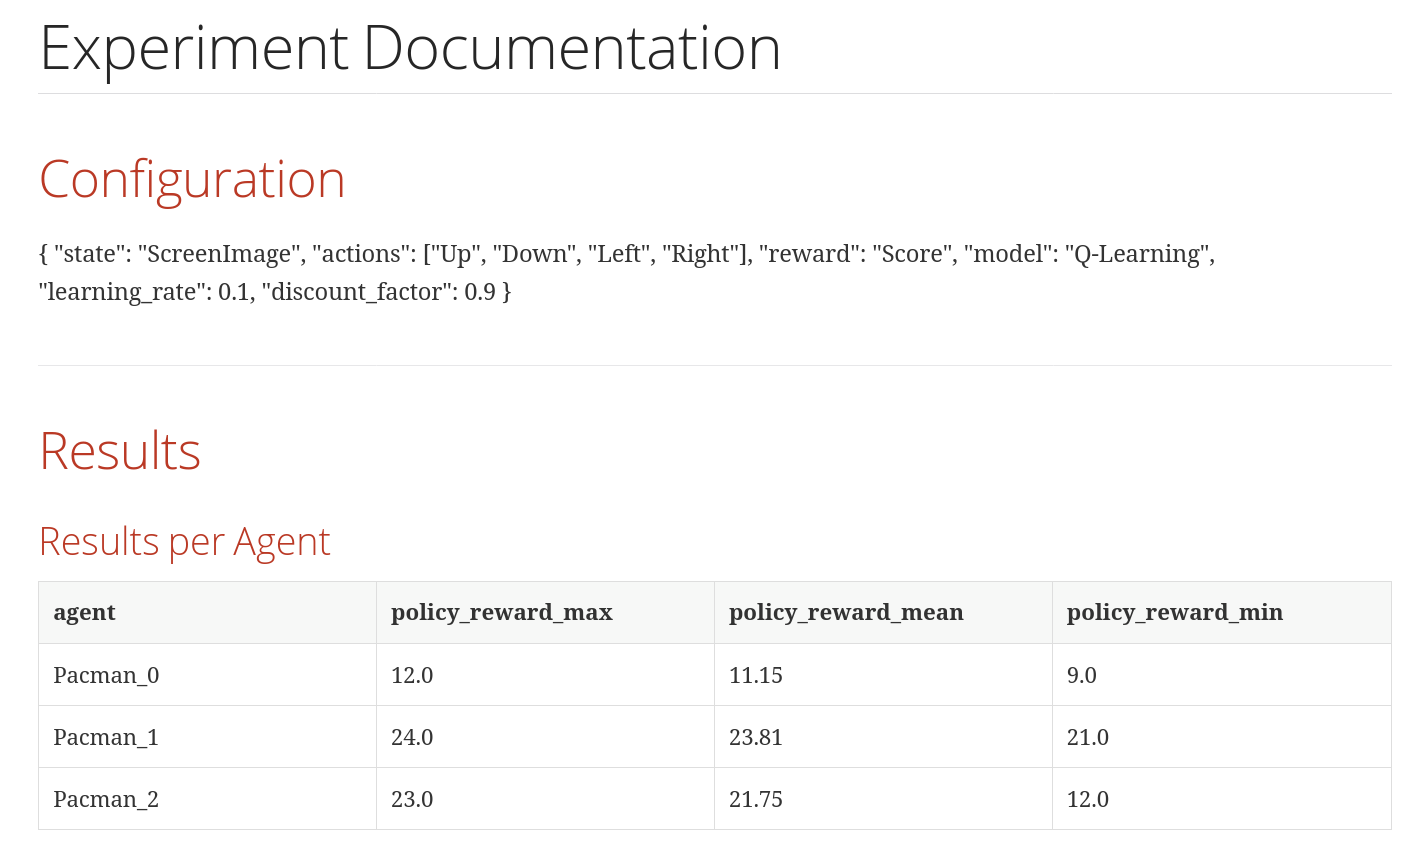 Experiment Documentation
Configuration
{ "state": "ScreenImage", "actions": ["Up", "Down", "Left", "Right"], "reward": "Score", "model": "Q-Learning",
"learning_rate": 0.1, "discount_factor": 0.9 }
Results
Results per Agent
agent policy_reward_max policy_reward_mean policy_reward_min
Pacman_0 12.0 11.15 9.0
Pacman_1 24.0 23.81 21.0
Pacman_2 23.0 21.75 12.0